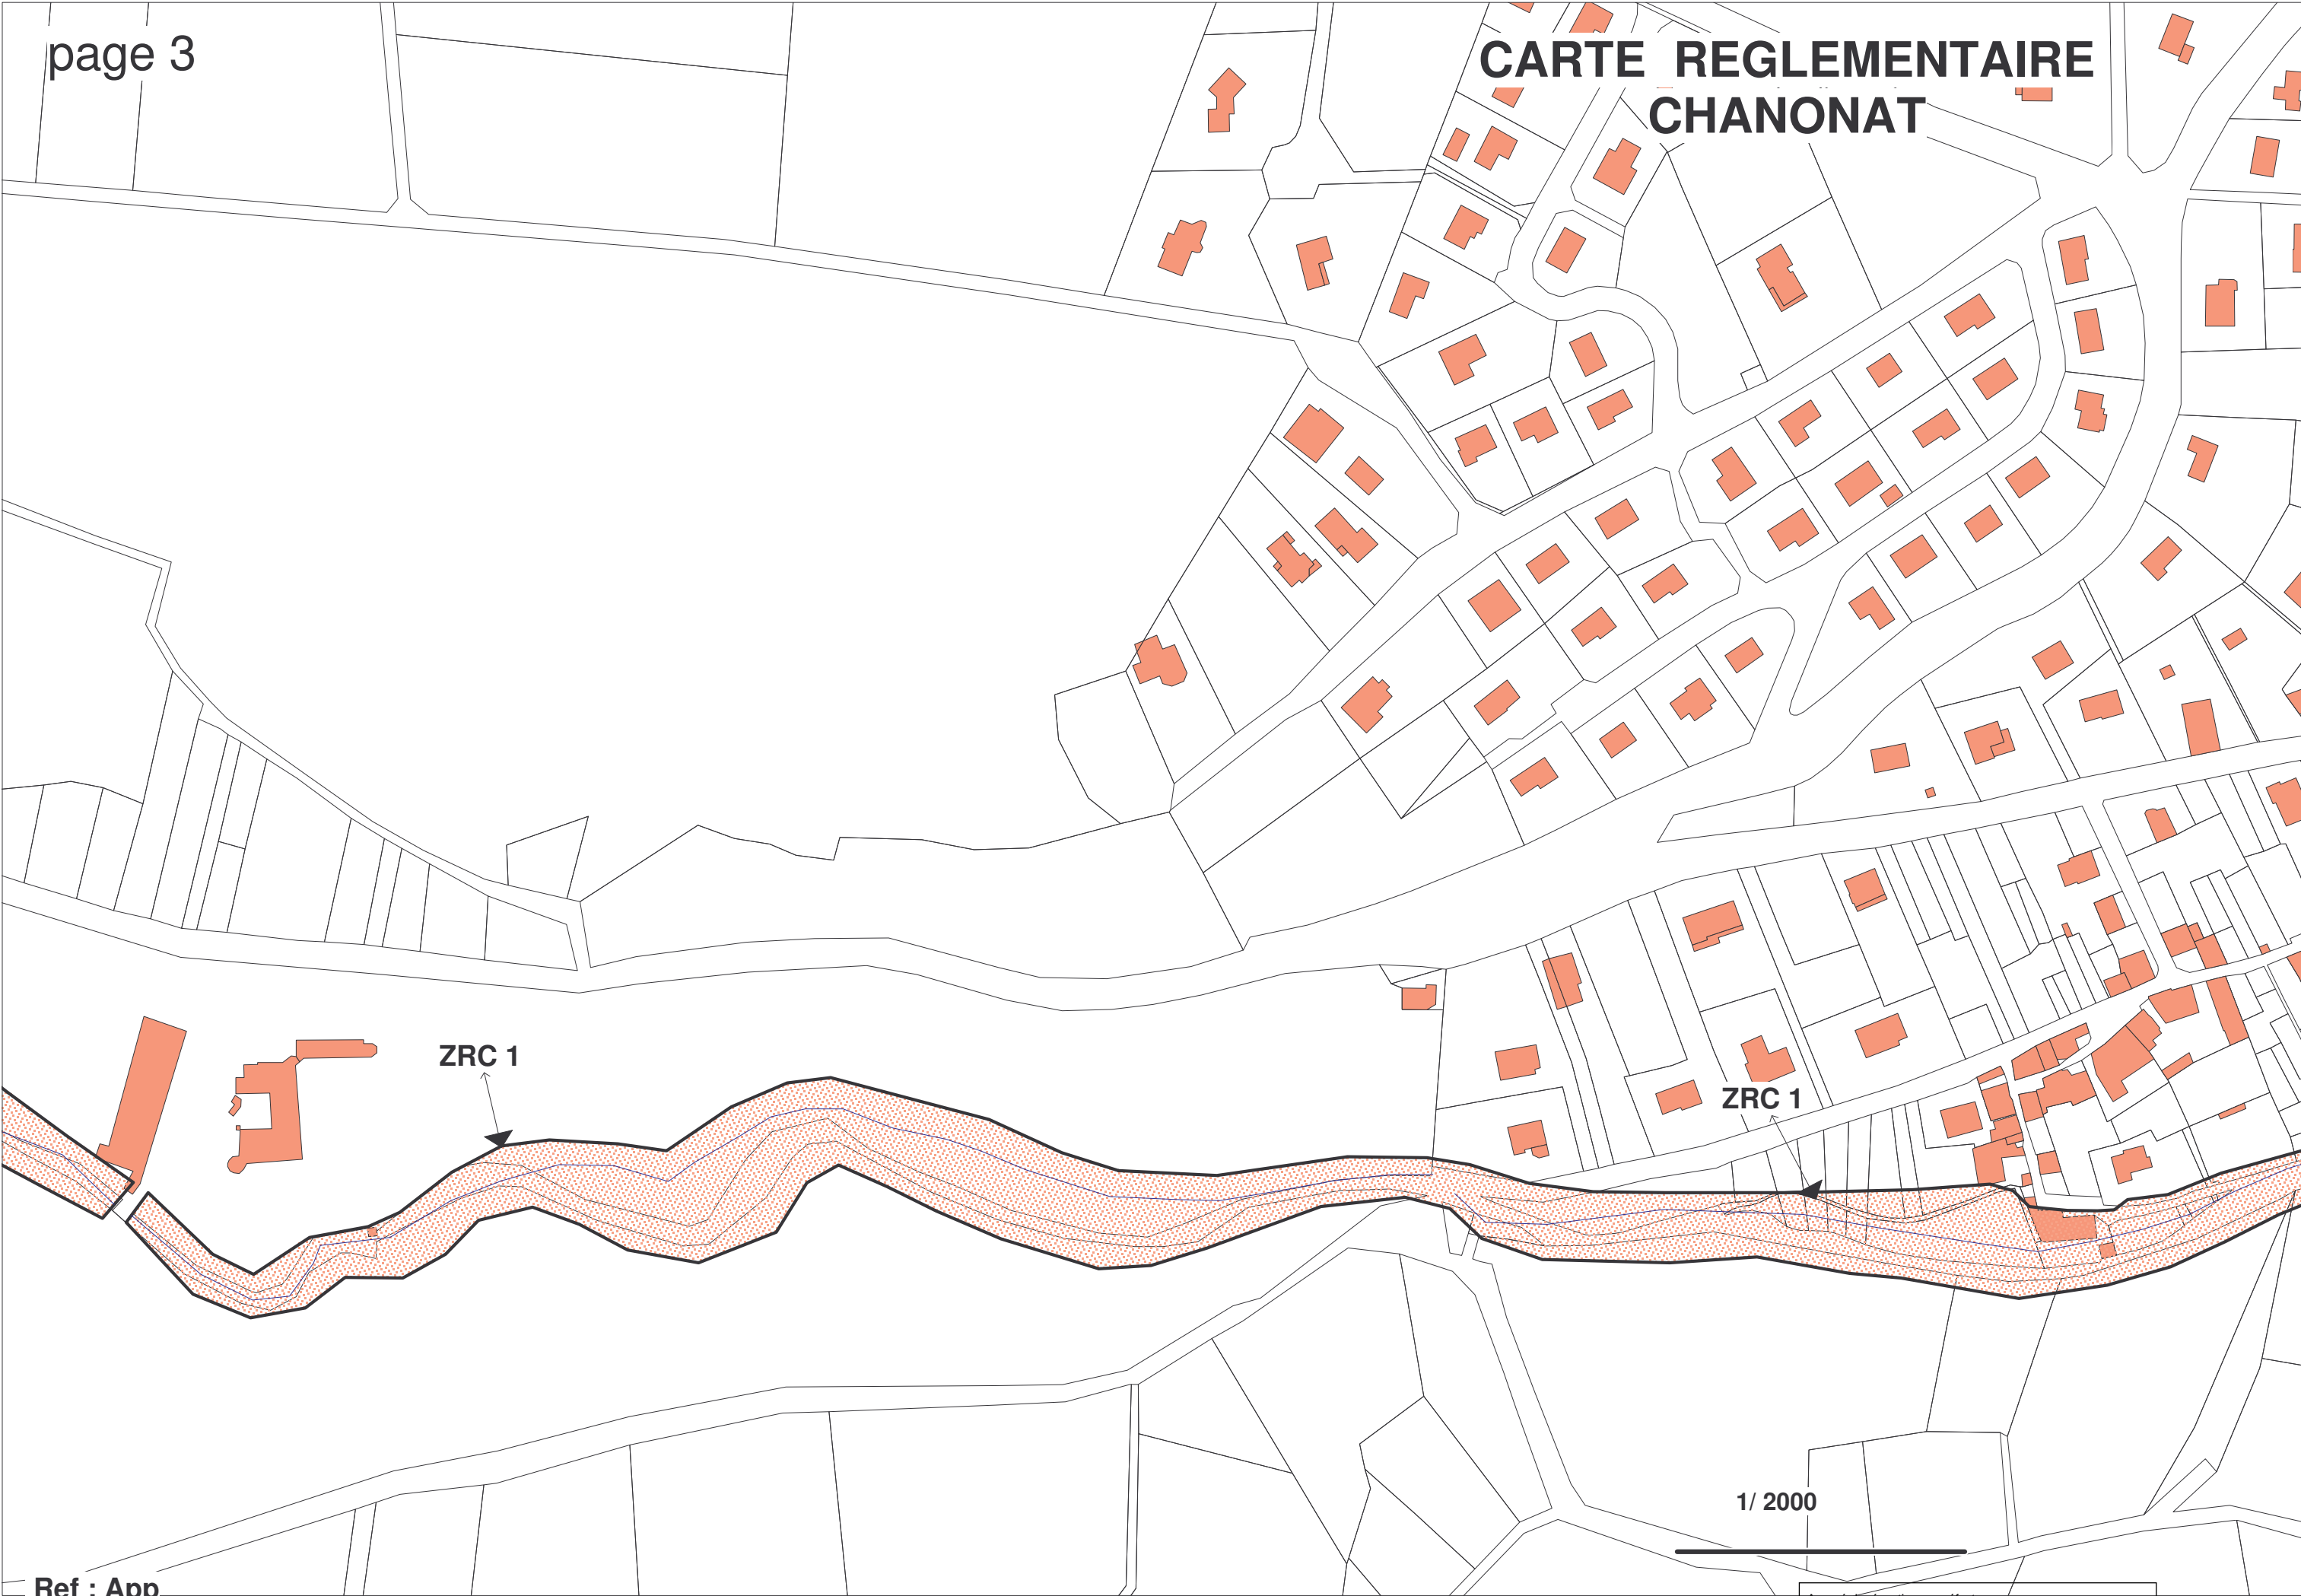 page 3
CARTE REGLEMENTAIRE
CHANONAT
ZRC 1
ZRC 1
1/ 2000
Ref : App